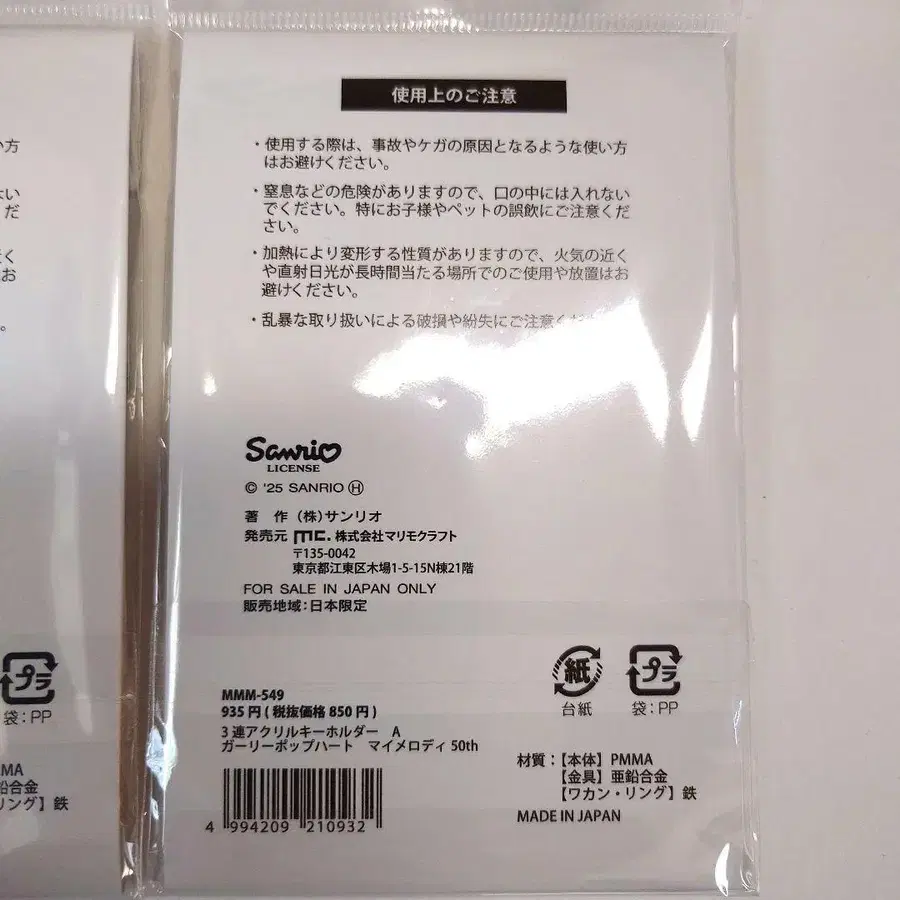 使用上のご注意
・使用する際は、事故やケガの原因となるような使い方
はお避けください。
・窒息などの危険がありますので、口の中には入れない
でください。特にお子様やペットの誤飲にご注意くだ
さい。
・加熱により変形する性質がありますので、火気の近く
や直射日光が長時間当たる場所でのご使用や放置はお
避けください。
・乱暴な取り扱いによる破損や紛失にご注意くだ
Sanrio
LICENSE
© '25 SANRIO Ⓗ
著 作 (株)サンリオ
発売元 mc. 株式会社マリモクラフト
〒135-0042
東京都江東区木場1-5-15N棟21階
FOR SALE IN JAPAN ONLY
販売地域:日本限定
紙
台紙
プラ
袋:PP
MMM-549
935円(税抜価格850円)
3連アクリルキーホルダー A
ガーリーポップハート マイメロディ50th
4 994209 210932
材質:【本体】PMMA
【金具】亜鉛合金
【ワカン・リング】鉄
MADE IN JAPAN
い方
ない
だ
く
お
。
プラ
袋:PP
MA
鉛合金
リング】鉄